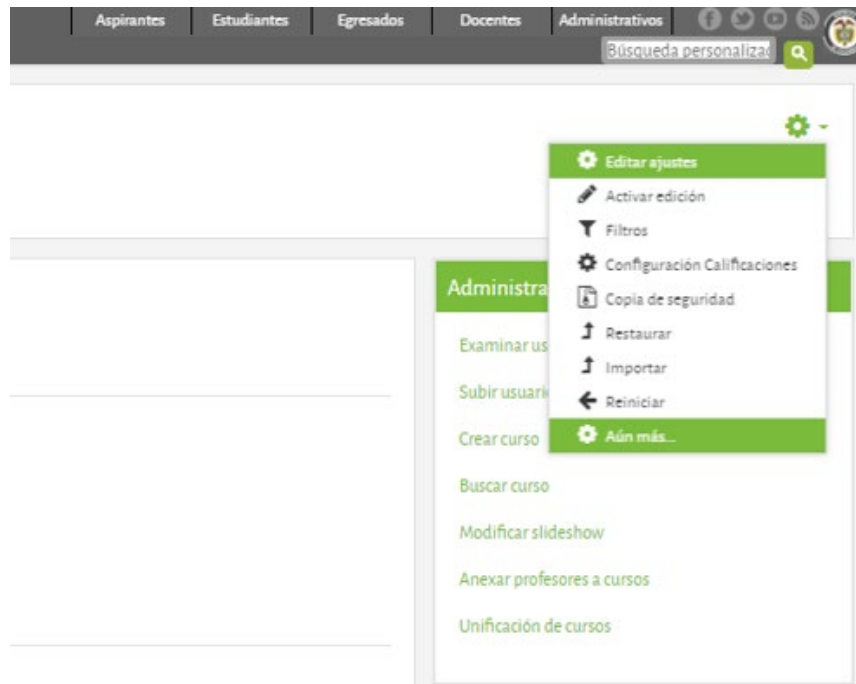 Aspirantes Estudiantes Egresados Docentes Administrativos
Búsqueda personaliza
Editar ajustes
Activar edición
Filtros
Configuración Calificaciones
Copia de seguridad
Restaurar
Importar
Reiniciar
Aún más...
Administra
Examinar us
Subir usuari
Crear curso
Buscar curso
Modificar slideshow
Anexar profesores a cursos
Unificación de cursos